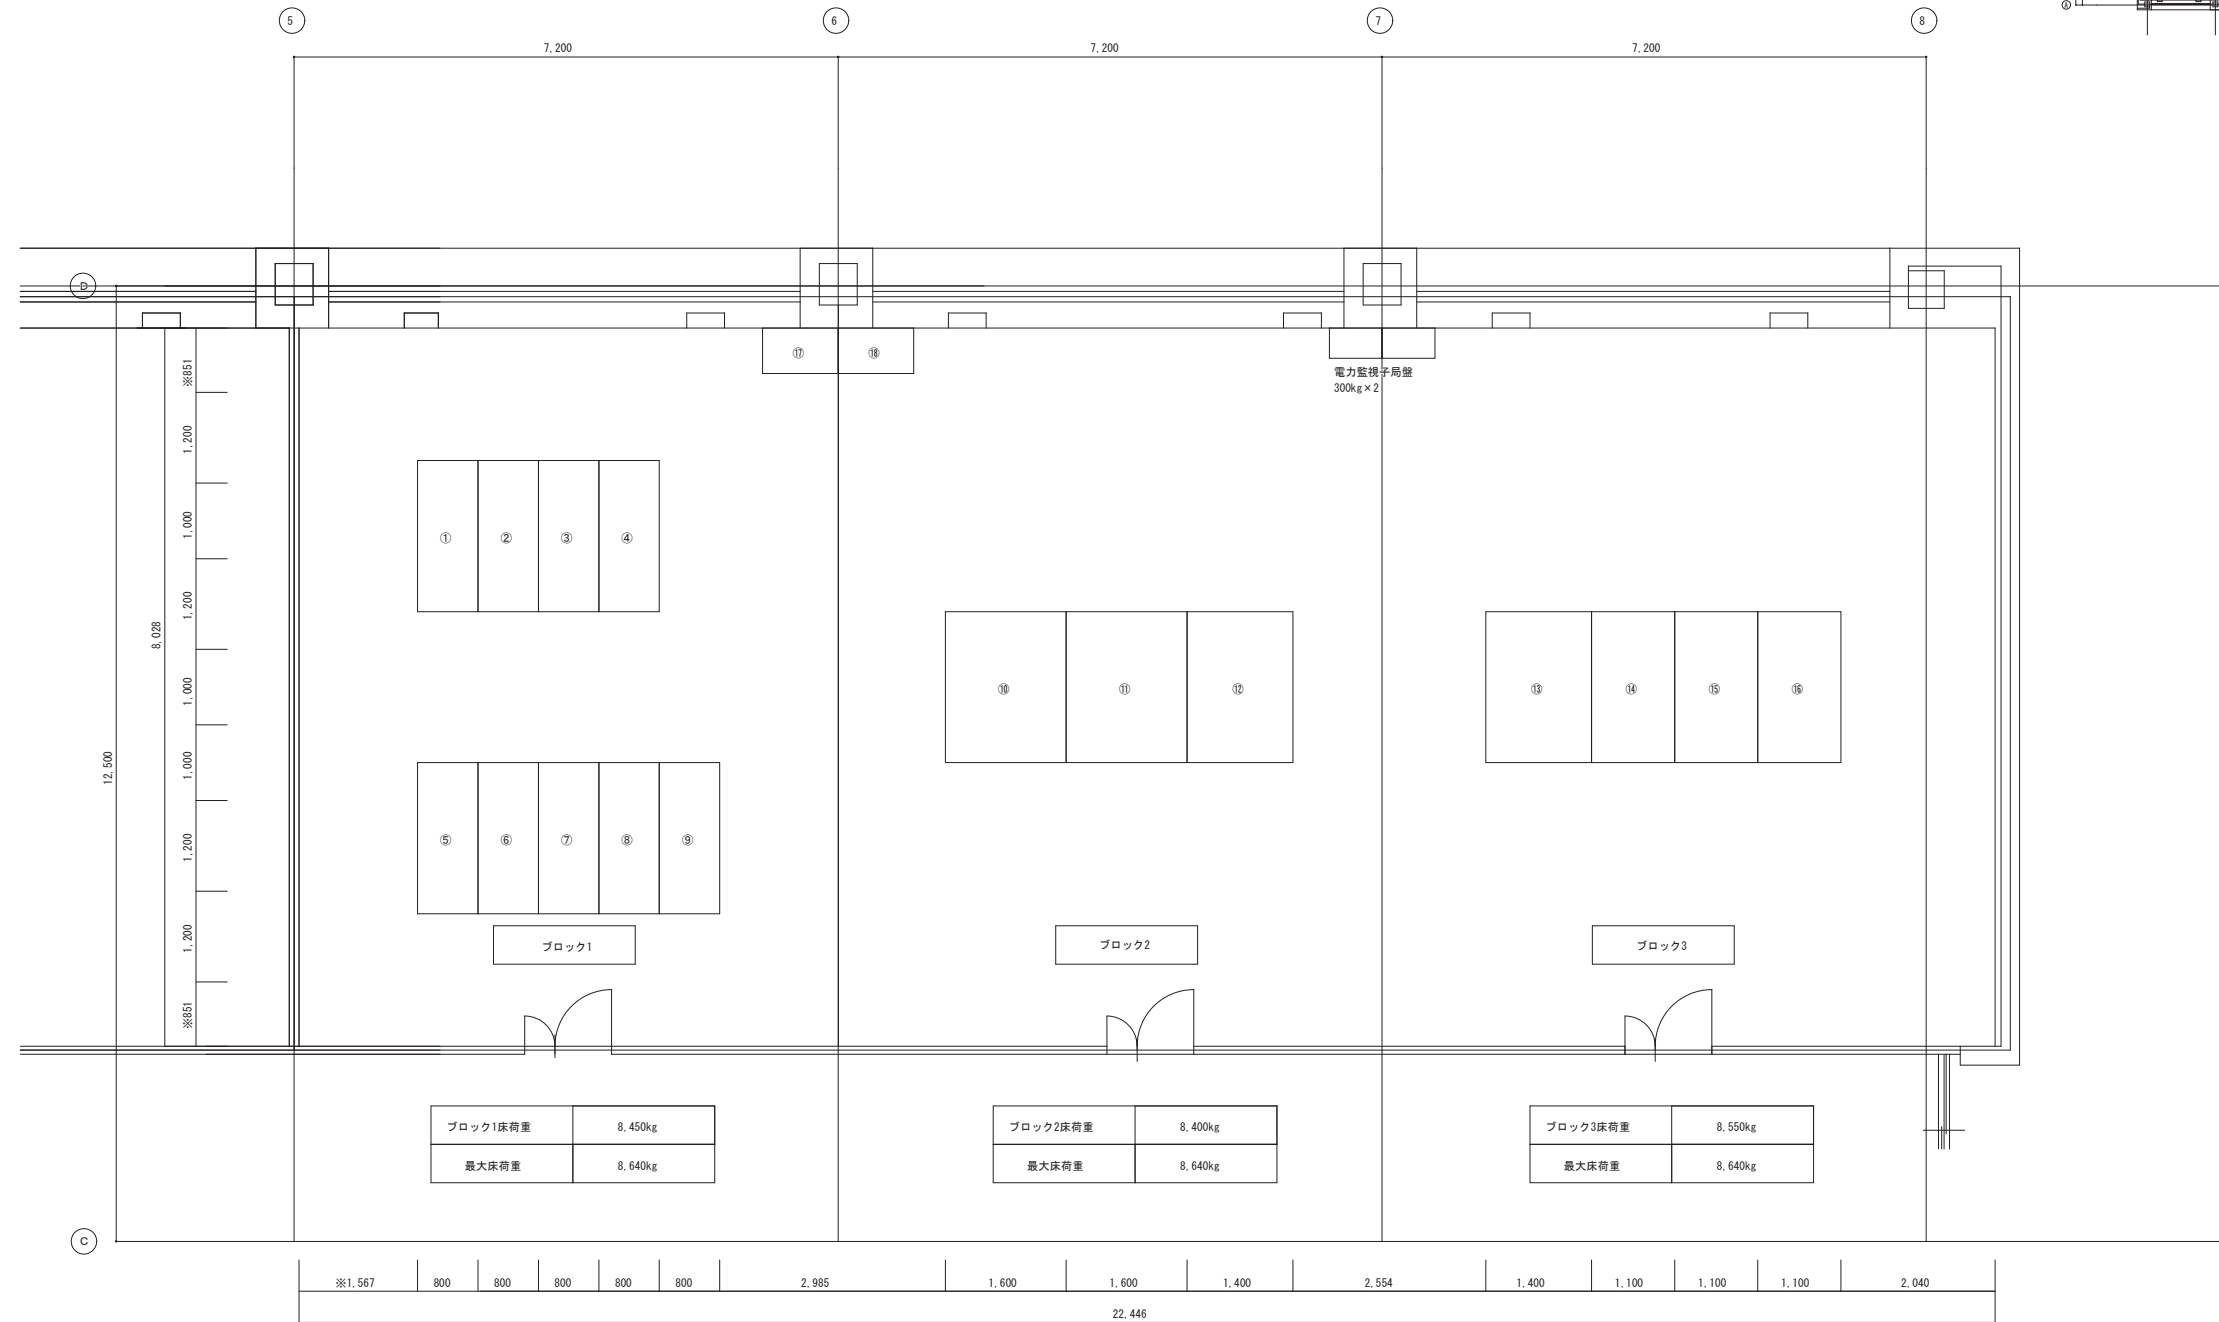 5
6
7
8
A
7,200
7,200
7,200
D
⑰
⑱
電力監視子局盤
300kg×2
※851
1,200
1,000
1,200
1,000
1,000
1,200
1,200
※851
8,028
12,500
①
②
③
④
⑩
⑪
⑫
⑬
⑭
⑮
⑯
⑤
⑥
⑦
⑧
⑨
ブロック1
ブロック2
ブロック3
ブロック1床荷重 8,450kg
最大床荷重 8,640kg
ブロック2床荷重 8,400kg
最大床荷重 8,640kg
ブロック3床荷重 8,550kg
最大床荷重 8,640kg
C
※1,567 800 800 800 800 800 2,985 1,600 1,600 1,400 2,554 1,400 1,100 1,100 1,100 2,040
22,446